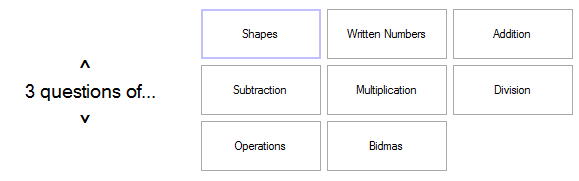 3 questions of...
Shapes
Written Numbers
Addition
Subtraction
Multiplication
Division
Operations
Bidmas